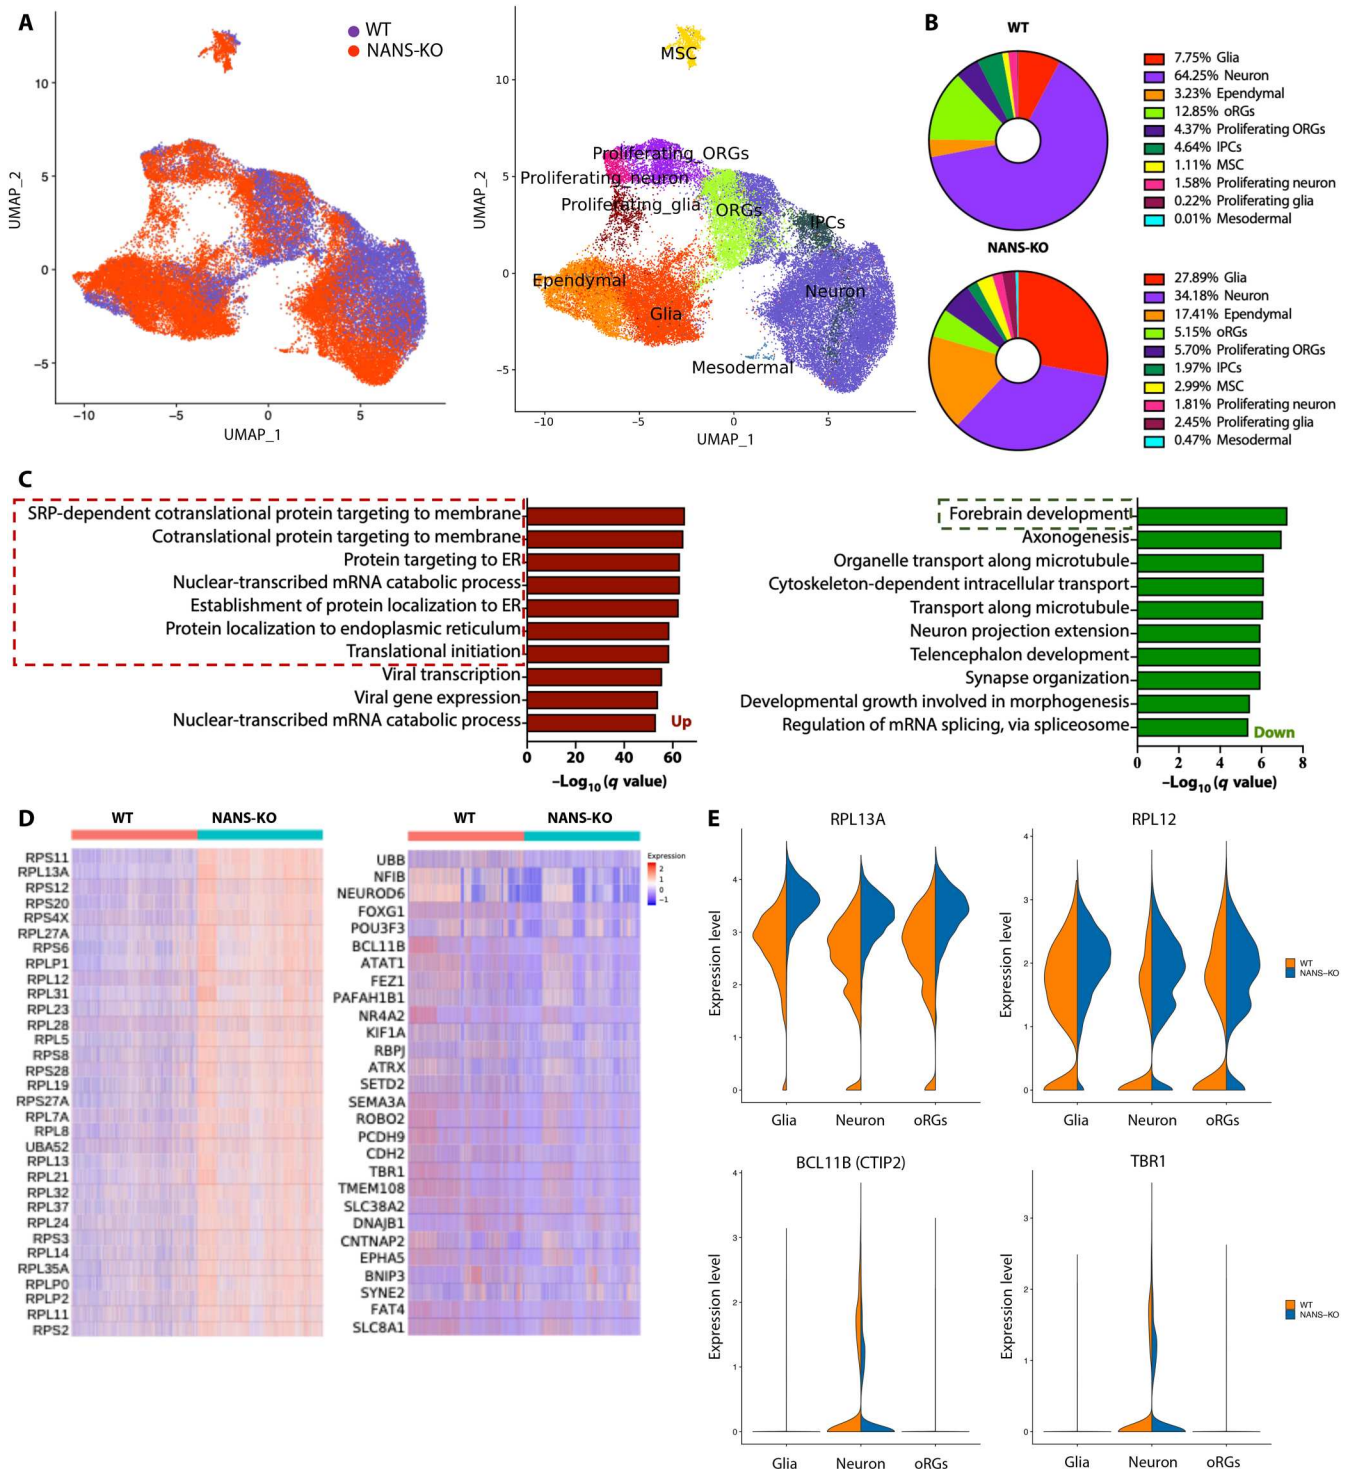 A
WT
NANS-KO
UMAP_2
10
5
0
−5
−10
−5
0
5
UMAP_1
UMAP_2
10
5
0
−5
−10
−5
0
5
UMAP_1
MSC
Proliferating_ORGs
Proliferating_neuron
Proliferating_glia
ORGs
IPCs
Ependymal
Glia
Neuron
Mesodermal
B
WT
7.75% Glia
64.25% Neuron
3.23% Ependymal
12.85% oRGs
4.37% Proliferating ORGs
4.64% IPCs
1.11% MSC
1.58% Proliferating neuron
0.22% Proliferating glia
0.01% Mesodermal
NANS-KO
27.89% Glia
34.18% Neuron
17.41% Ependymal
5.15% oRGs
5.70% Proliferating ORGs
1.97% IPCs
2.99% MSC
1.81% Proliferating neuron
2.45% Proliferating glia
0.47% Mesodermal
C
SRP-dependent cotranslational protein targeting to membrane
Cotranslational protein targeting to membrane
Protein targeting to ER
Nuclear-transcribed mRNA catabolic process
Establishment of protein localization to ER
Protein localization to endoplasmic reticulum
Translational initiation
Viral transcription
Viral gene expression
Nuclear-transcribed mRNA catabolic process
Up
0 20 40 60
−Log10 (q value)
Forebrain development
Axonogenesis
Organelle transport along microtubule
Cytoskeleton-dependent intracellular transport
Transport along microtubule
Neuron projection extension
Telencephalon development
Synapse organization
Developmental growth involved in morphogenesis
Regulation of mRNA splicing, via spliceosome
Down
0 2 4 6 8
−Log10 (q value)
D
WT NANS-KO
RPS11
RPL13A
RPS12
RPS20
RPS4X
RPL27A
RPS6
RPLP1
RPL12
RPL31
RPL23
RPL28
RPL5
RPS8
RPS28
RPL19
RPS27A
RPL7A
RPL8
UBA52
RPL13
RPL21
RPL32
RPL37
RPL24
RPS3
RPL14
RPL35A
RPLP0
RPLP2
RPL11
RPS2
WT NANS-KO
UBB
NFIB
NEUROD6
FOXG1
POU3F3
BCL11B
ATAT1
FEZ1
PAFAH1B1
NR4A2
KIF1A
RBPJ
ATRX
SETD2
SEMA3A
ROBO2
PCDH9
CDH2
TBR1
TMEM108
SLC38A2
DNAJB1
CNTNAP2
EPHA5
BNIP3
SYNE2
FAT4
SLC8A1
Expression
2
1
0
−1
E
RPL13A
Expression level
4
3
2
1
0
Glia Neuron oRGs
RPL12
Expression level
4
3
2
1
0
Glia Neuron oRGs
WT
NANS−KO
BCL11B (CTIP2)
Expression level
4
3
2
1
0
Glia Neuron oRGs
TBR1
Expression level
3
2
1
0
Glia Neuron oRGs
WT
NANS−KO